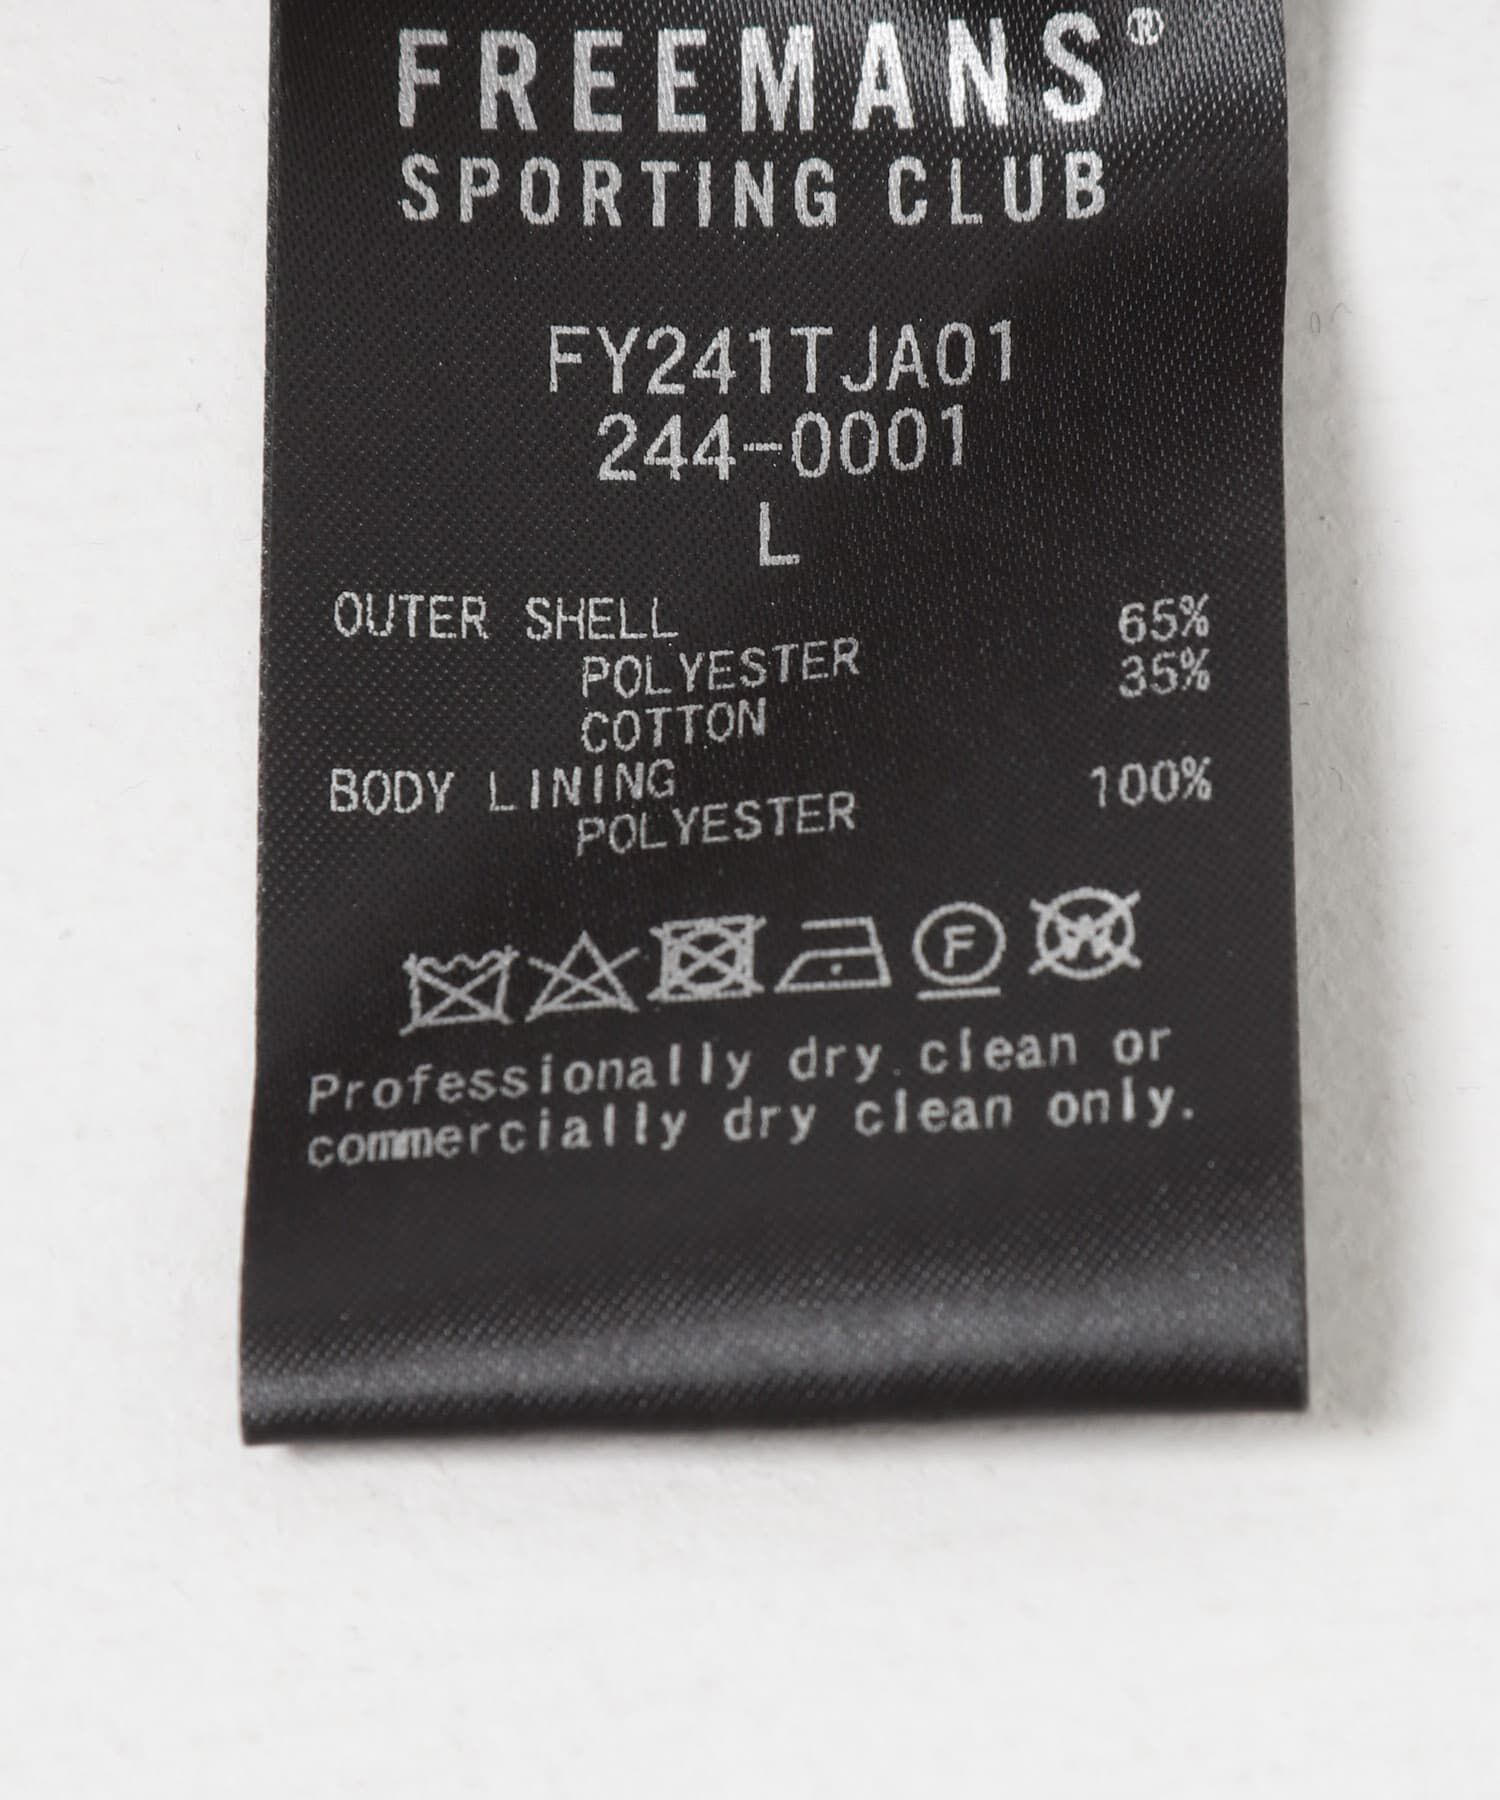 FREEMANS®
SPORTING CLUB
FY241TJA01
244-0001
L
OUTER SHELL
POLYESTER 65%
COTTON 35%
BODY LINING
POLYESTER 100%
F
W
Professionally dry clean or
commercially dry clean only.